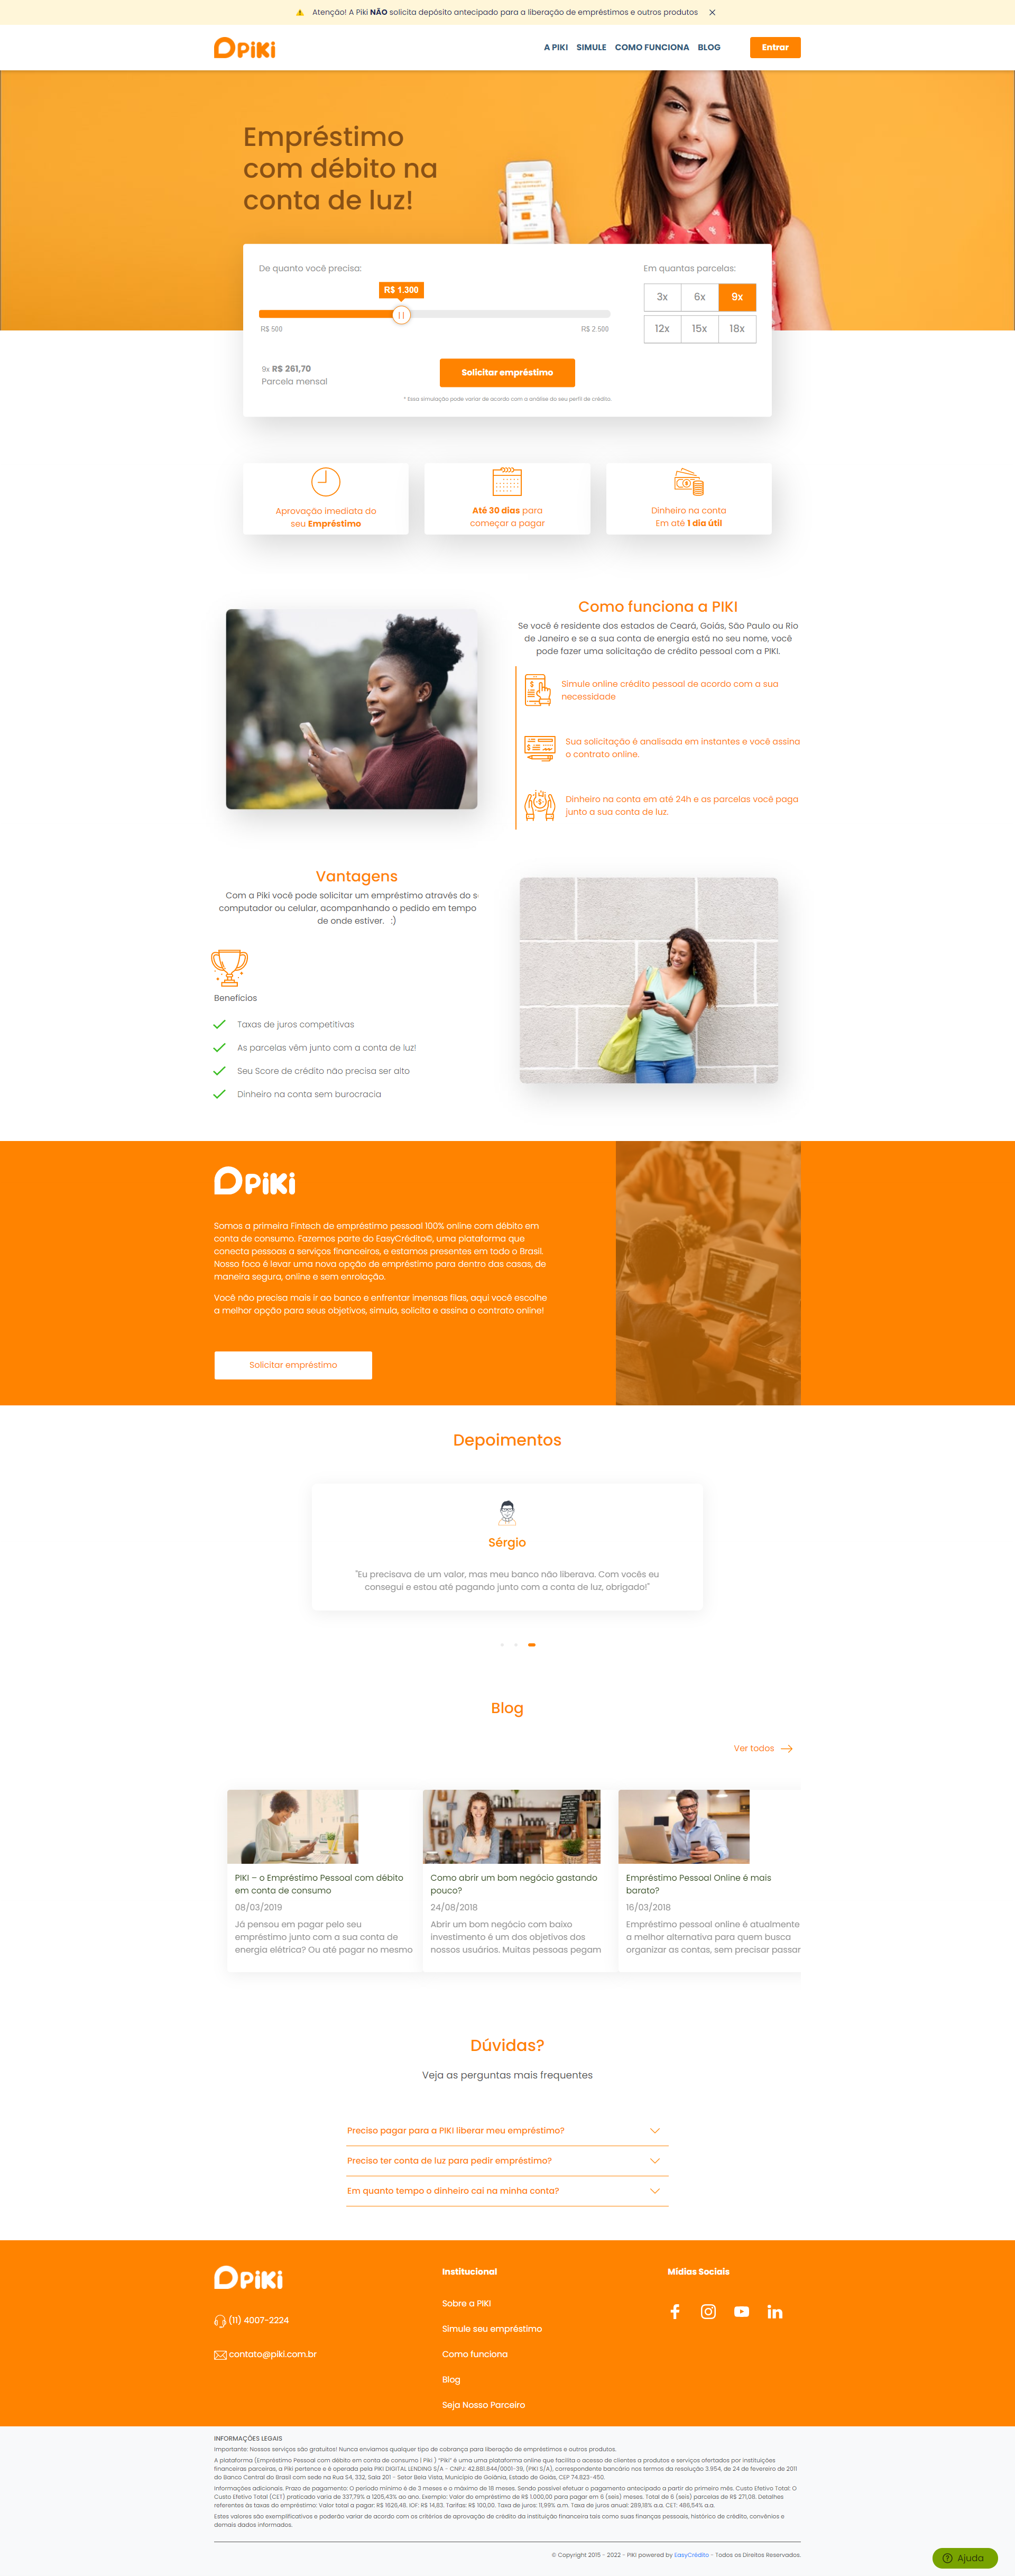 Atenção! A Piki NÃO solicita depósito antecipado para a liberação de empréstimos e outros produtos
PiKi
A PIKI SIMULE COMO FUNCIONA BLOG Entrar
Empréstimo
com débito na
conta de luz!
De quanto você precisa:
R$ 1.300
R$ 500 R$ 2.500
Em quantas parcelas:
3x 6x 9x
12x 15x 18x
9x R$ 261,70
Parcela mensal
Solicitar empréstimo
* Essa simulação pode variar de acordo com a análise do seu perfil de crédito.
Aprovação imediata do
seu Empréstimo
Até 30 dias para
começar a pagar
Dinheiro na conta
Em até 1 dia útil
Como funciona a PIKI
Se você é residente dos estados de Ceará, Goiás, São Paulo ou Rio
de Janeiro e se a sua conta de energia está no seu nome, você
pode fazer uma solicitação de crédito pessoal com a PIKI.
Simule online crédito pessoal de acordo com a sua
necessidade
Sua solicitação é analisada em instantes e você assina
o contrato online.
Dinheiro na conta em até 24h e as parcelas você paga
junto a sua conta de luz.
Vantagens
Com a Piki você pode solicitar um empréstimo através do s
computador ou celular, acompanhando o pedido em tempo
de onde estiver. :)
Benefícios
Taxas de juros competitivas
As parcelas vêm junto com a conta de luz!
Seu Score de crédito não precisa ser alto
Dinheiro na conta sem burocracia
PiKi
Somos a primeira Fintech de empréstimo pessoal 100% online com débito em
conta de consumo. Fazemos parte do EasyCrédito©, uma plataforma que
conecta pessoas a serviços financeiros, e estamos presentes em todo o Brasil.
Nosso foco é levar uma nova opção de empréstimo para dentro das casas, de
maneira segura, online e sem enrolação.
Você não precisa mais ir ao banco e enfrentar imensas filas, aqui você escolhe
a melhor opção para seus objetivos, simula, solicita e assina o contrato online!
Solicitar empréstimo
Depoimentos
Sérgio
"Eu precisava de um valor, mas meu banco não liberava. Com vocês eu
consegui e estou até pagando junto com a conta de luz, obrigado!"
Blog
Ver todas
PIKI – o Empréstimo Pessoal com débito
em conta de consumo
08/03/2019
Já pensou em pagar pelo seu
empréstimo junto com a sua conta de
energia elétrica? Ou até pagar no mesmo
Como abrir um bom negócio gastando
pouco?
24/08/2018
Abrir um bom negócio com baixo
investimento é um dos objetivos dos
nossos usuários. Muitas pessoas pegam
Empréstimo Pessoal Online é mais
barato?
16/03/2018
Empréstimo pessoal online é atualmente
a melhor alternativa para quem busca
organizar as contas, sem precisar passar
Dúvidas?
Veja as perguntas mais frequentes
Preciso pagar para a PIKI liberar meu empréstimo?
Preciso ter conta de luz para pedir empréstimo?
Em quanto tempo o dinheiro cai na minha conta?
PiKi
(11) 4007-2224
contato@piki.com.br
Institucional
Sobre a PIKI
Simule seu empréstimo
Como funciona
Blog
Seja Nosso Parceiro
Mídias Sociais
INFORMAÇÕES LEGAIS
Importante: Nossos serviços são gratuitos! Nunca enviamos qualquer tipo de cobrança para liberação de empréstimos e outros produtos.
A plataforma (Empréstimo Pessoal com débito em conta de consumo | Piki ) "Piki" é uma uma plataforma online que facilita o acesso de clientes a produtos e serviços ofertados por instituições
financeiras parceiras, a Piki pertence e é operada pela PIKI DIGITAL LENDING S/A - CNPJ: 42.881.844/0001-39, (PIKI S/A), correspondente bancário nos termos da resolução 3.954, de 24 de fevereiro de 2011
do Banco Central do Brasil com sede na Rua 54, 332, Sala 201 - Setor Bela Vista, Município de Goiânia, Estado de Goiás, CEP 74.823-450.
Informações adicionais. Prazo de pagamento: O período mínimo é de 3 meses e o máximo de 18 meses. Sendo possível efetuar o pagamento antecipado a partir do primeiro mês. Custo Efetivo Total: O
Custo Efetivo Total (CET) praticado varia de 337,79% a 1205,43% ao ano. Exemplo: Valor do empréstimo de R$ 1.000,00 para pagar em 6 (seis) meses. Total de 6 (seis) parcelas de R$ 271,08. Detalhes
referentes às taxas do empréstimo: Valor total a pagar: R$ 1626,48. IOF: R$ 14,83. Tarifas: R$ 100,00. Taxa de juros: 11,99% a.m. Taxa de juros anual: 289,18% a.a. CET: 486,54% a.a.
Estes valores são exemplificativos e poderão variar de acordo com os critérios de aprovação de crédito da instituição financeira tais como suas finanças pessoais, histórico de crédito, convênios e
demais dados informados.
© Copyright 2015 - 2022 - PIKI powered by EasyCrédito - Todos os Direitos Reservados.
Ajuda